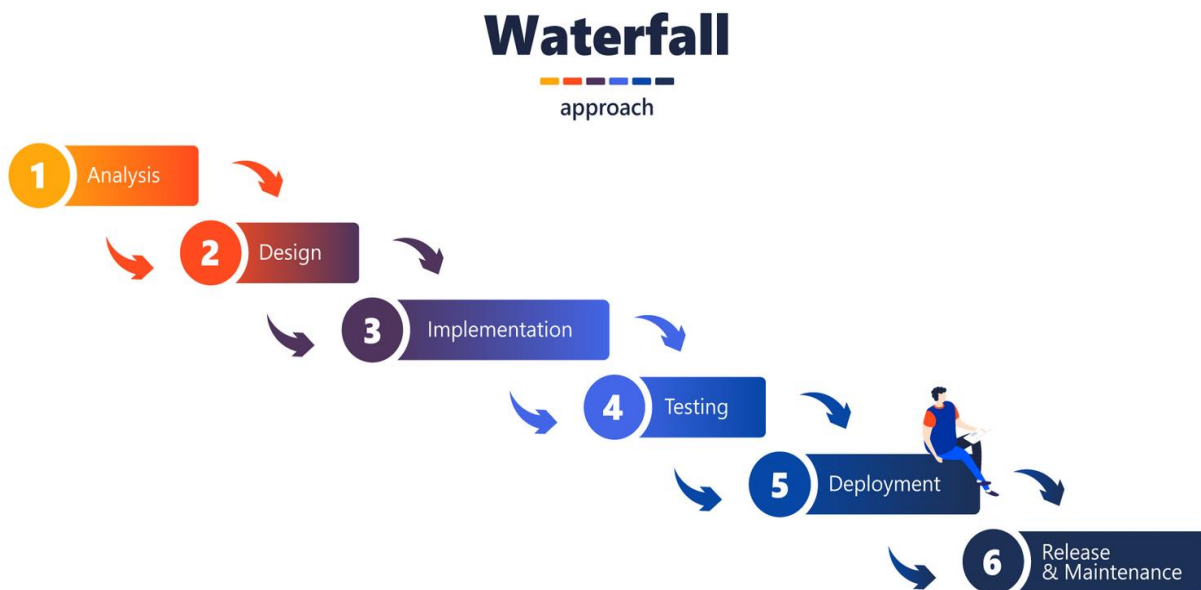 Waterfall
approach
1
Analysis
2
Design
3
Implementation
4
Testing
5
Deployment
6
Release
& Maintenance